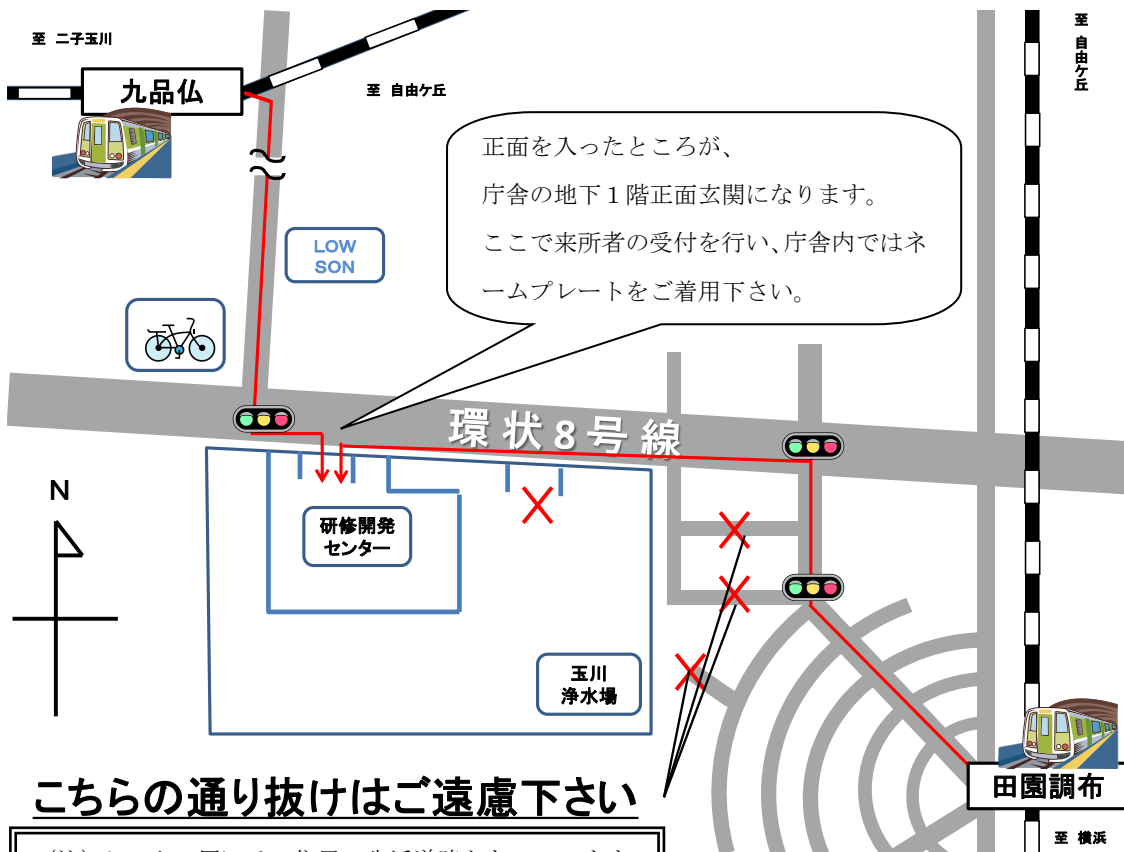 至 二子玉川
九品仏
至 自由ケ丘
至 自由ケ丘
正面を入ったところが、
庁舎の地下1階正面玄関になります。
ここで来所者の受付を行い、庁舎内ではネ
ームプレートをご着用下さい。
LOW
SON
環状8号線
N
研修開発
センター
玉川
浄水場
田園調布
至 横浜
こちらの通り抜けはご遠慮下さい